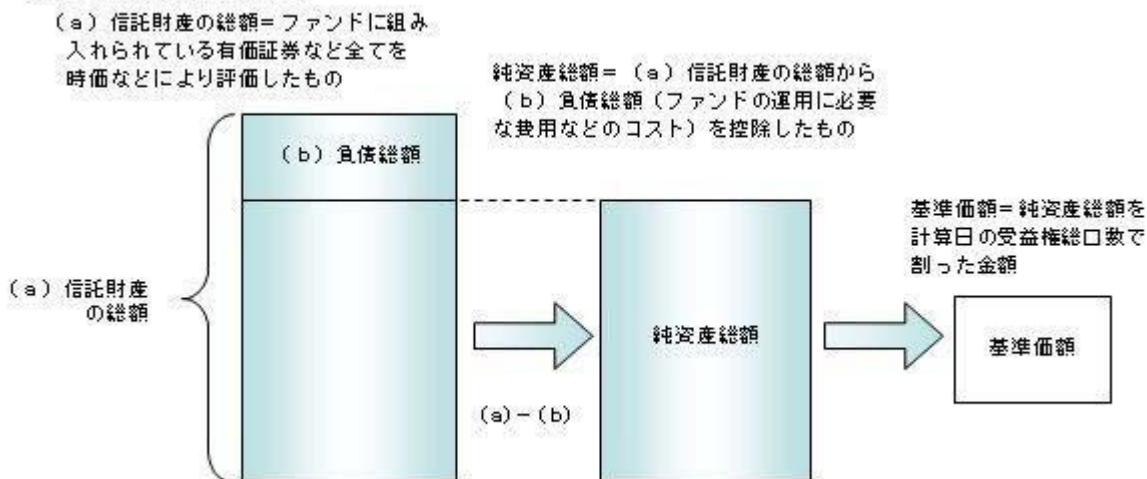 （a）信託財産の総額＝ファンドに組み
入れられている有価証券など全てを
時価などにより評価したもの
純資産総額＝（a）信託財産の総額から
（b）負債総額（ファンドの運用に必要
な費用などのコスト）を控除したもの
（b）負債総額
基準価額＝純資産総額を
計算日の受益権総口数で
割った金額
（a）信託財産
の総額
純資産総額
基準価額
（a）－（b）